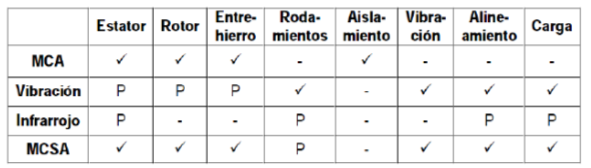 Estator Rotor Entre-hierro Roda-mientos Aisla-miento Vibra-ción Aline-amiento Carga
MCA ✓ ✓ ✓ - ✓ - - -
Vibración P P P ✓ - ✓ ✓ ✓
Infrarrojo P - - P - - P P
MCSA ✓ ✓ ✓ P - ✓ ✓ ✓